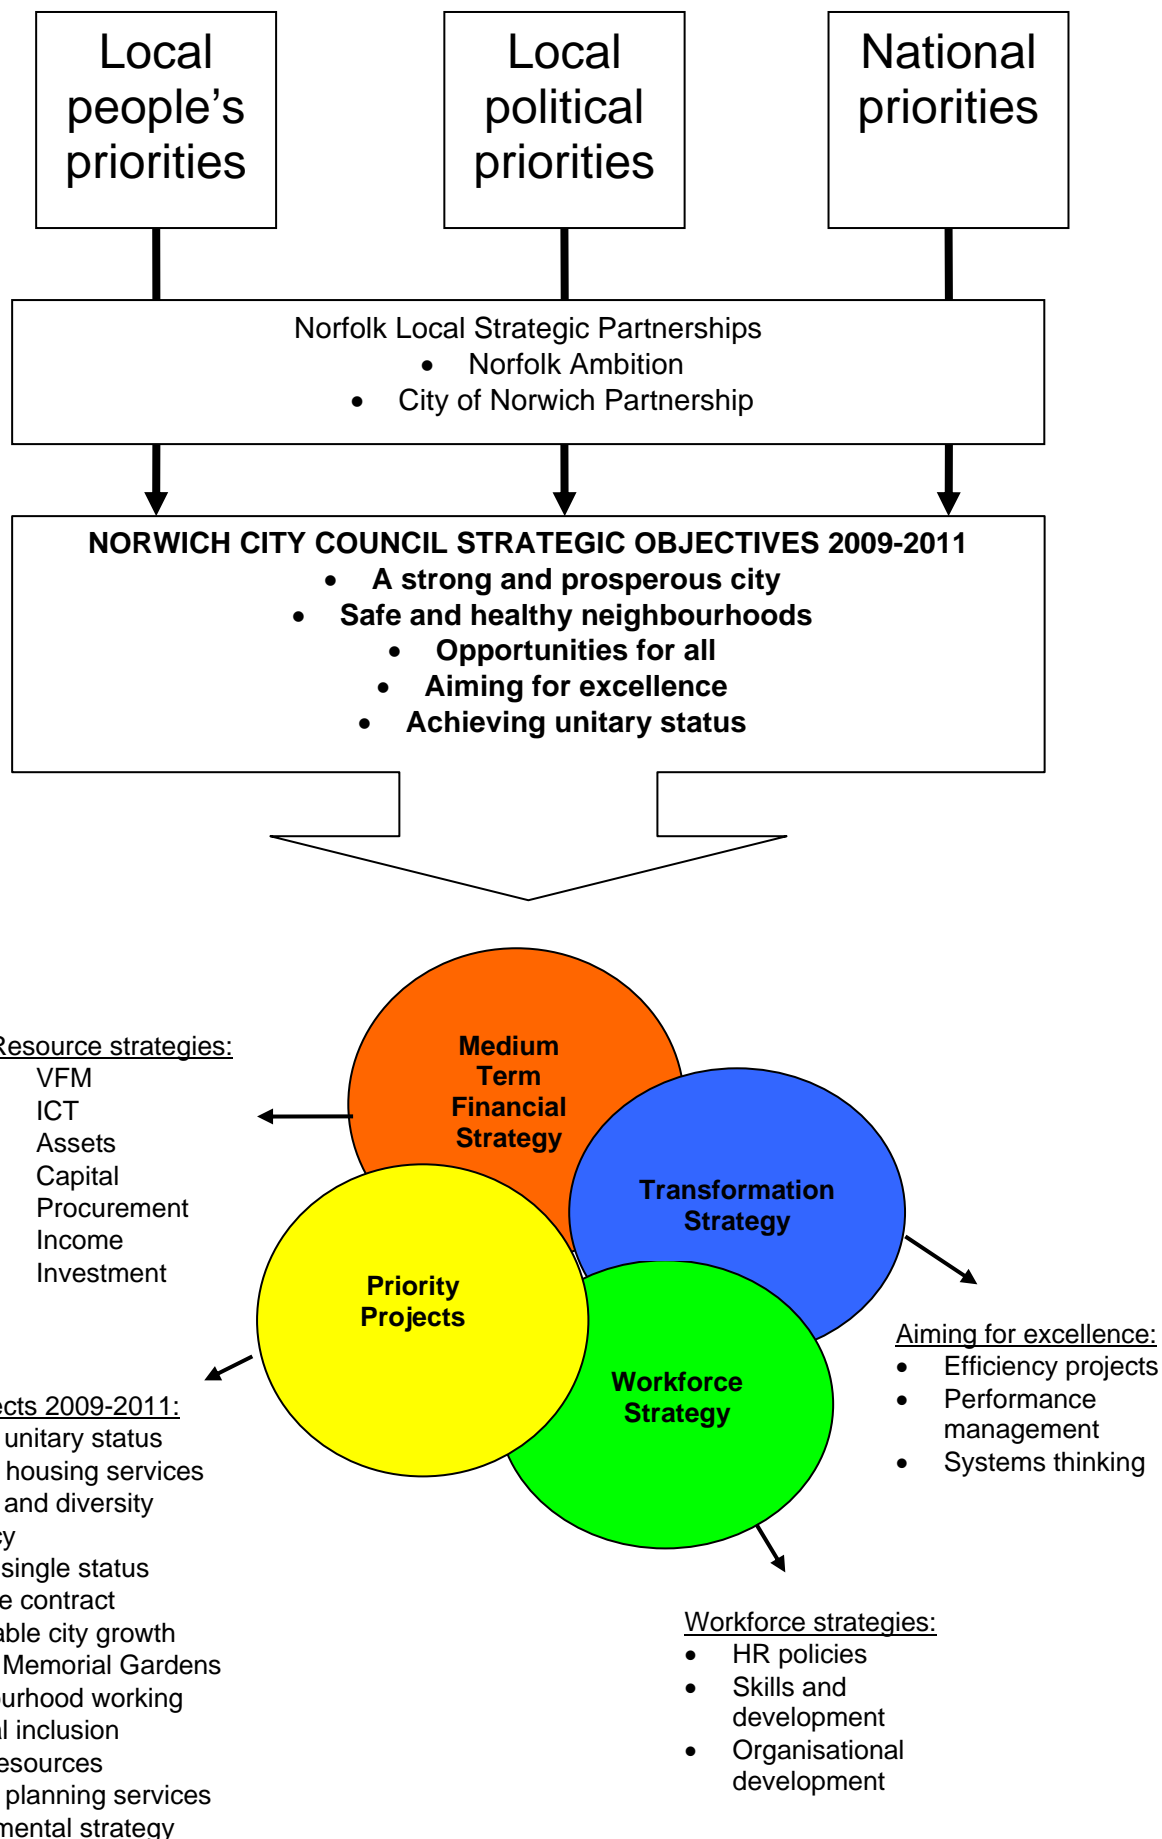 Local
people's
priorities
Local
political
priorities
National
priorities
Norfolk Local Strategic Partnerships
• Norfolk Ambition
• City of Norwich Partnership
NORWICH CITY COUNCIL STRATEGIC OBJECTIVES 2009-2011
• A strong and prosperous city
• Safe and healthy neighbourhoods
• Opportunities for all
• Aiming for excellence
• Achieving unitary status
Medium
Term
Financial
Strategy
Resource strategies:
VFM
ICT
Assets
Capital
Procurement
Income
Investment
Transformation
Strategy
Priority
Projects
Workforce
Strategy
Aiming for excellence:
• Efficiency projects
• Performance
management
• Systems thinking
2009-2011:
unitary status
housing services
and diversity
single status
contract
city growth
Memorial Gardens
working
inclusion
planning services
strategy
Workforce strategies:
• HR policies
• Skills and
development
• Organisational
development